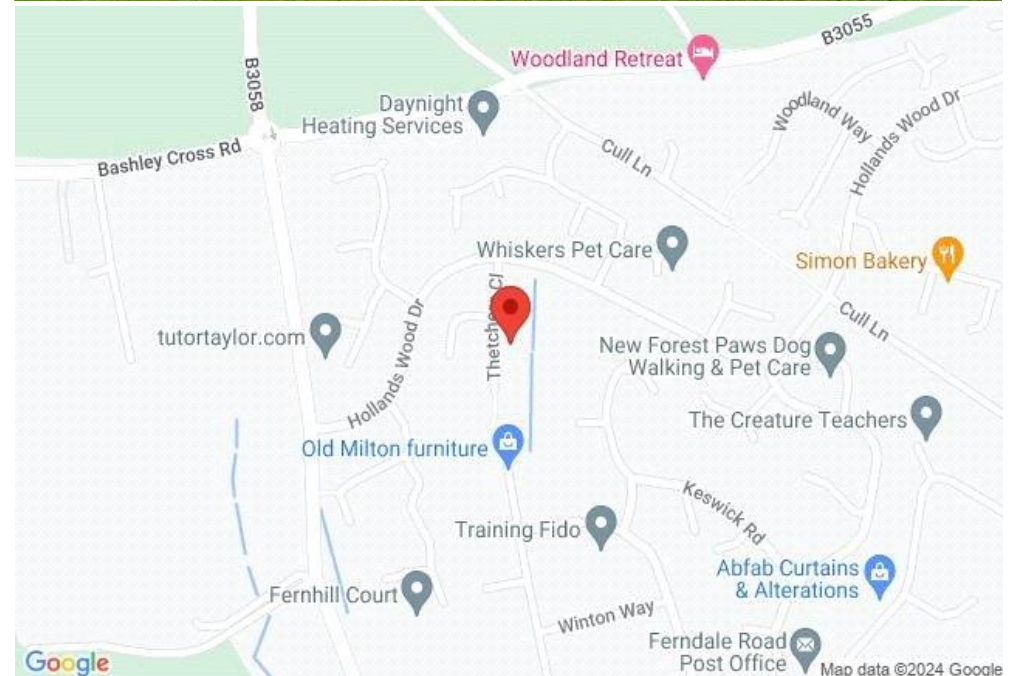 B3055
Woodland Retreat
B3058
Daynight
Heating Services
Woodland Way
Hollands Wood Dr
Bashley Cross Rd
Cull Ln
Whiskers Pet Care
Simon Bakery
Hollands Wood Dr
Cull Ln
tutortaylor.com
New Forest Paws Dog
Walking & Pet Care
The Creature Teachers
Old Milton furniture
Keswick Rd
Training Fido
Abfab Curtains
& Alterations
Fernhill Court
Winton Way
Ferndale Road
Post Office
Google
Map data ©2024 Google